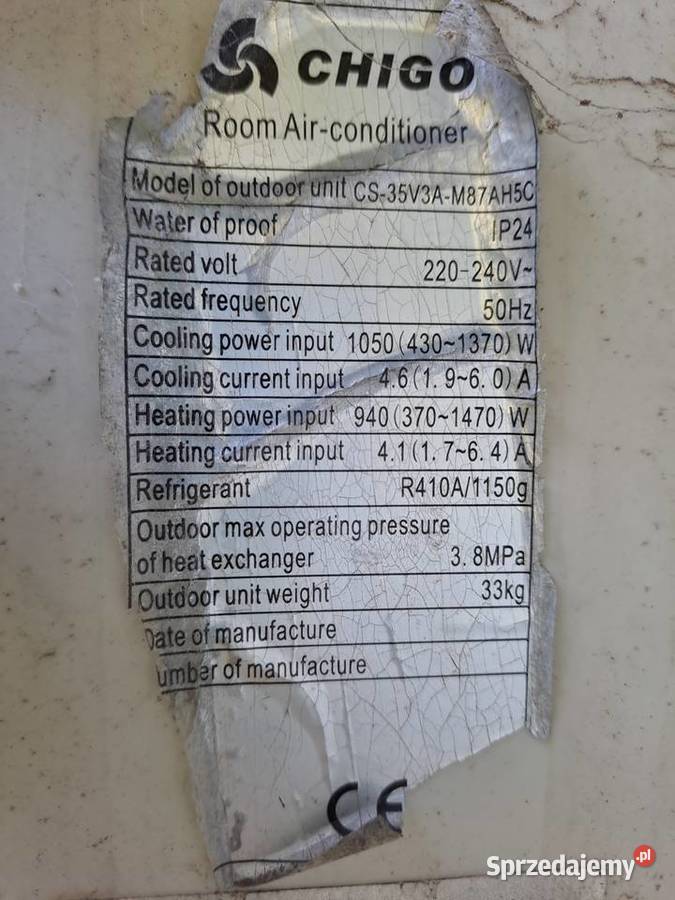 CHIGO
Room Air-conditioner
Model of outdoor unit CS-35V3A-M87AH5C
Water of proof IP24
Rated volt 220-240V~
Rated frequency 50Hz
Cooling power input 1050(430~1370)W
Cooling current input 4.6(1.9~6.0)A
Heating power input 940(370~1470)W
Heating current input 4.1(1.7~6.4)A
Refrigerant R410A/1150g
Outdoor max operating pressure
of heat exchanger 3.8MPa
Outdoor unit weight 33kg
Date of manufacture
umber of manufacture
CE
Sprzedajemy.pl